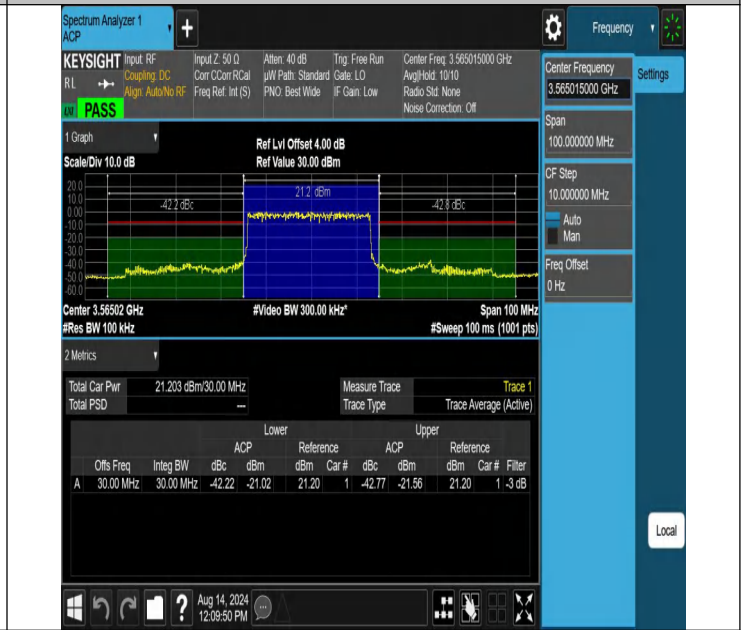 Spectrum Analyzer 1
ACP
Frequency
KEYSIGHT
R L
PASS
Input: RF
Coupling: DC
Align: Auto/No RF
Input Z: 50 Ω
Corr CCorr RCal
Freq Ref: Int (S)
Atten: 40 dB
µW Path: Standard
PNO: Best Wide
Trig: Free Run
Gate: LO
IF Gain: Low
Center Freq: 3.565015000 GHz
Avg|Hold: 10/10
Radio Std: None
Noise Correction: Off
Center Frequency
3.565015000 GHz
Settings
Span
100.000000 MHz
CF Step
10.000000 MHz
Auto
Man
Freq Offset
0 Hz
1 Graph
Scale/Div 10.0 dB
Ref Lvl Offset 4.00 dB
Ref Value 30.00 dBm
20.0
10.0
0.00
-10.0
-20.0
-30.0
-40.0
-50.0
-60.0
-42.2 dBc
21.2 dBm
-42.8 dBc
Center 3.56502 GHz
#Video BW 300.00 kHz*
Span 100 MHz
#Res BW 100 kHz
#Sweep 100 ms (1001 pts)
2 Metrics
Total Car Pwr 21.203 dBm/30.00 MHz
Total PSD ---
Measure Trace Trace 1
Trace Type Trace Average (Active)
Lower Upper
ACP Reference ACP Reference
Offs Freq Integ BW dBc dBm dBm Car # dBc dBm dBm Car # Filter
A 30.00 MHz 30.00 MHz -42.22 -21.02 21.20 1 -42.77 -21.56 21.20 1 -3 dB
Local
?
Aug 14, 2024
12:09:50 PM